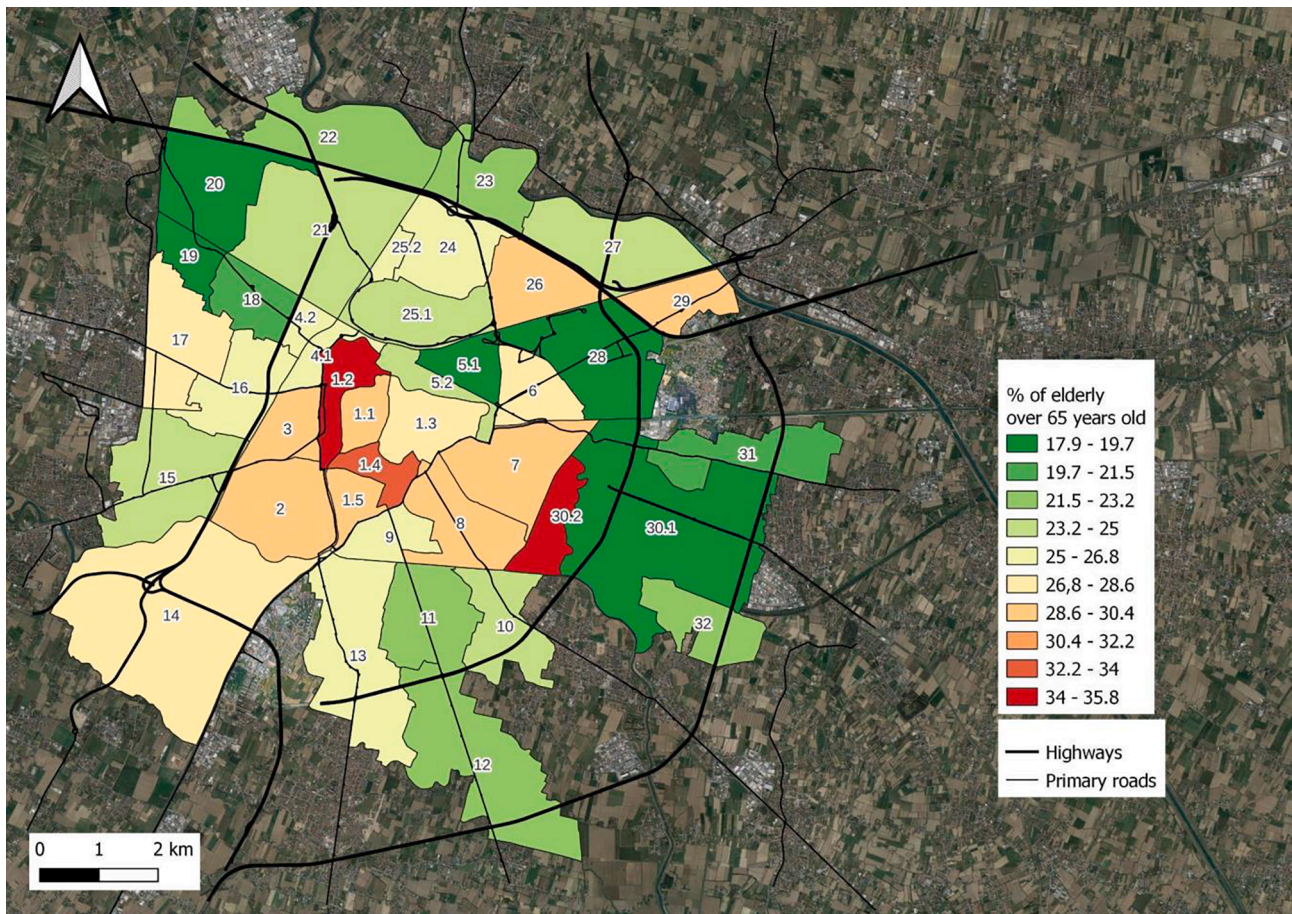 22
20
23
21
25.2
24
27
19
26
18
29
25.1
4.2
17
4.1
5.1
28
1.2
5.2
16
6
1.1
3
1.3
31
1.4
7
15
2
1.5
30.2
8
30.1
9
14
11
10
32
13
12
% of elderly
over 65 years old
17.9 - 19.7
19.7 - 21.5
21.5 - 23.2
23.2 - 25
25 - 26.8
26,8 - 28.6
28.6 - 30.4
30.4 - 32.2
32.2 - 34
34 - 35.8
Highways
Primary roads
0 1 2 km